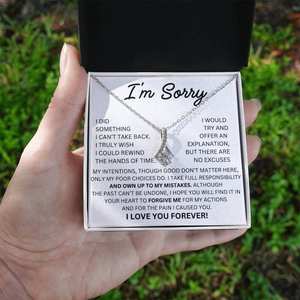 I'm Sorry
I DID
SOMETHING
I CAN'T TAKE BACK.
I TRULY WISH
I COULD REWIND
THE HANDS OF TIME.
I WOULD
TRY AND
OFFER AN
EXPLANATION,
BUT THERE ARE
NO EXCUSES
MY INTENTIONS, THOUGH GOOD DON'T MATTER HERE,
ONLY MY POOR CHOICES DO. I TAKE FULL RESPONSIBILITY
AND OWN UP TO MY MISTAKES. ALTHOUGH
THE PAST CAN'T BE UNDONE, I HOPE YOU WILL FIND IT IN
YOUR HEART TO FORGIVE ME FOR MY ACTIONS
AND FOR THE PAIN I CAUSED YOU.
I LOVE YOU FOREVER!